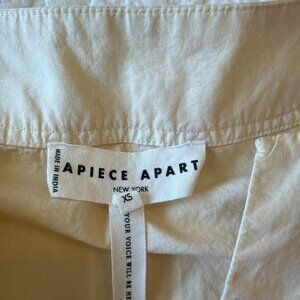 MADE IN INDIA
APIECE APART
NEW YORK
XS
YOUR VOICE WILL BE